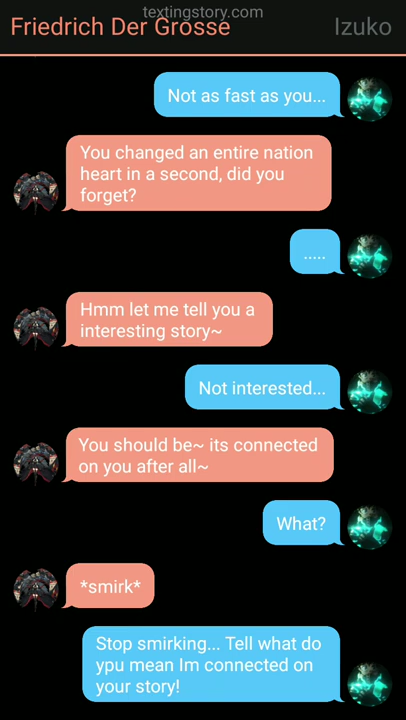 textingstory.com
Friedrich Der Grosse
Izuko
Not as fast as you...
You changed an entire nation
heart in a second, did you
forget?
.....
Hmm let me tell you a
interesting story~
Not interested...
You should be~ its connected
on you after all~
What?
*smirk*
Stop smirking... Tell what do
ypu mean Im connected on
your story!